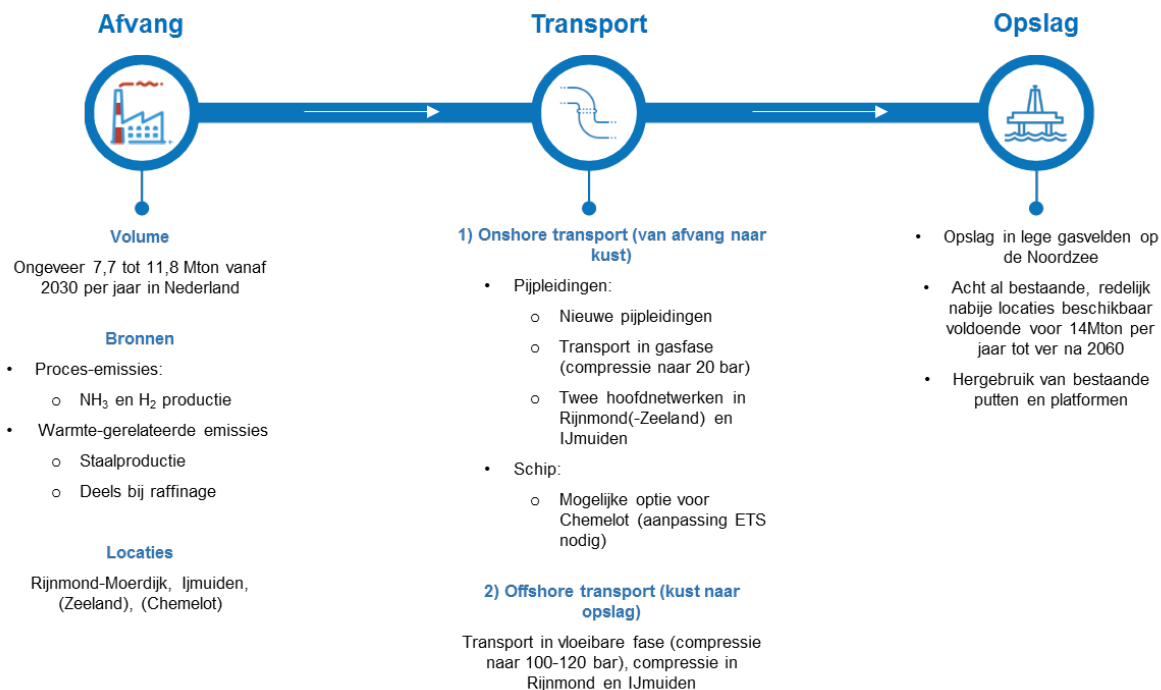 Afvang
Volume
Ongeveer 7,7 tot 11,8 Mton vanaf
2030 per jaar in Nederland
Bronnen
• Proces-emissies:
o NH₃ en H₂ productie
• Warmte-gerelateerde emissies
o Staalproductie
o Deels bij raffinage
Locaties
Rijnmond-Moerdijk, Ijmuiden,
(Zeeland), (Chemelot)
Transport
1) Onshore transport (van afvang naar
kust)
• Pijpleidingen:
o Nieuwe pijpleidingen
o Transport in gasfase
(compressie naar 20 bar)
o Twee hoofdnetwerken in
Rijnmond(-Zeeland) en
IJmuiden
• Schip:
o Mogelijke optie voor
Chemelot (aanpassing ETS
nodig)
2) Offshore transport (kust naar
opslag)
Transport in vloeibare fase (compressie
naar 100-120 bar), compressie in
Rijnmond en IJmuiden
Opslag
• Opslag in lege gasvelden op
de Noordzee
• Acht al bestaande, redelijk
nabije locaties beschikbaar
voldoende voor 14Mton per
jaar tot ver na 2060
• Hergebruik van bestaande
putten en platformen